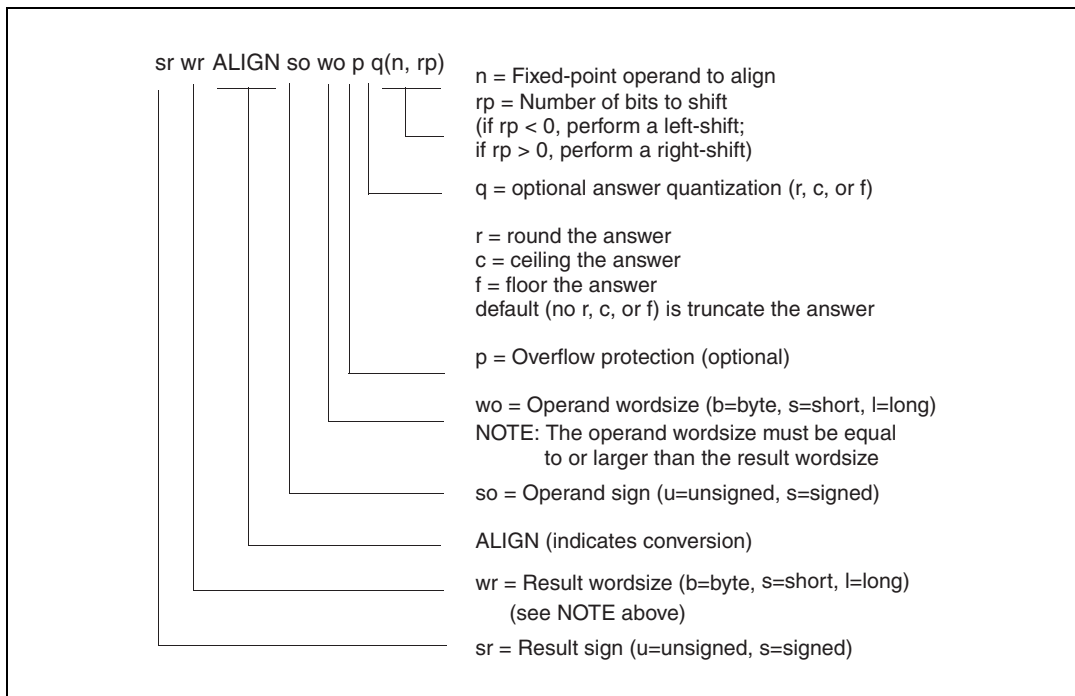 sr wr ALIGN so wo p q(n, rp)
n = Fixed-point operand to align
rp = Number of bits to shift
(if rp < 0, perform a left-shift;
if rp > 0, perform a right-shift)
q = optional answer quantization (r, c, or f)
r = round the answer
c = ceiling the answer
f = floor the answer
default (no r, c, or f) is truncate the answer
p = Overflow protection (optional)
wo = Operand wordsize (b=byte, s=short, l=long)
NOTE: The operand wordsize must be equal
to or larger than the result wordsize
so = Operand sign (u=unsigned, s=signed)
ALIGN (indicates conversion)
wr = Result wordsize (b=byte, s=short, l=long)
(see NOTE above)
sr = Result sign (u=unsigned, s=signed)